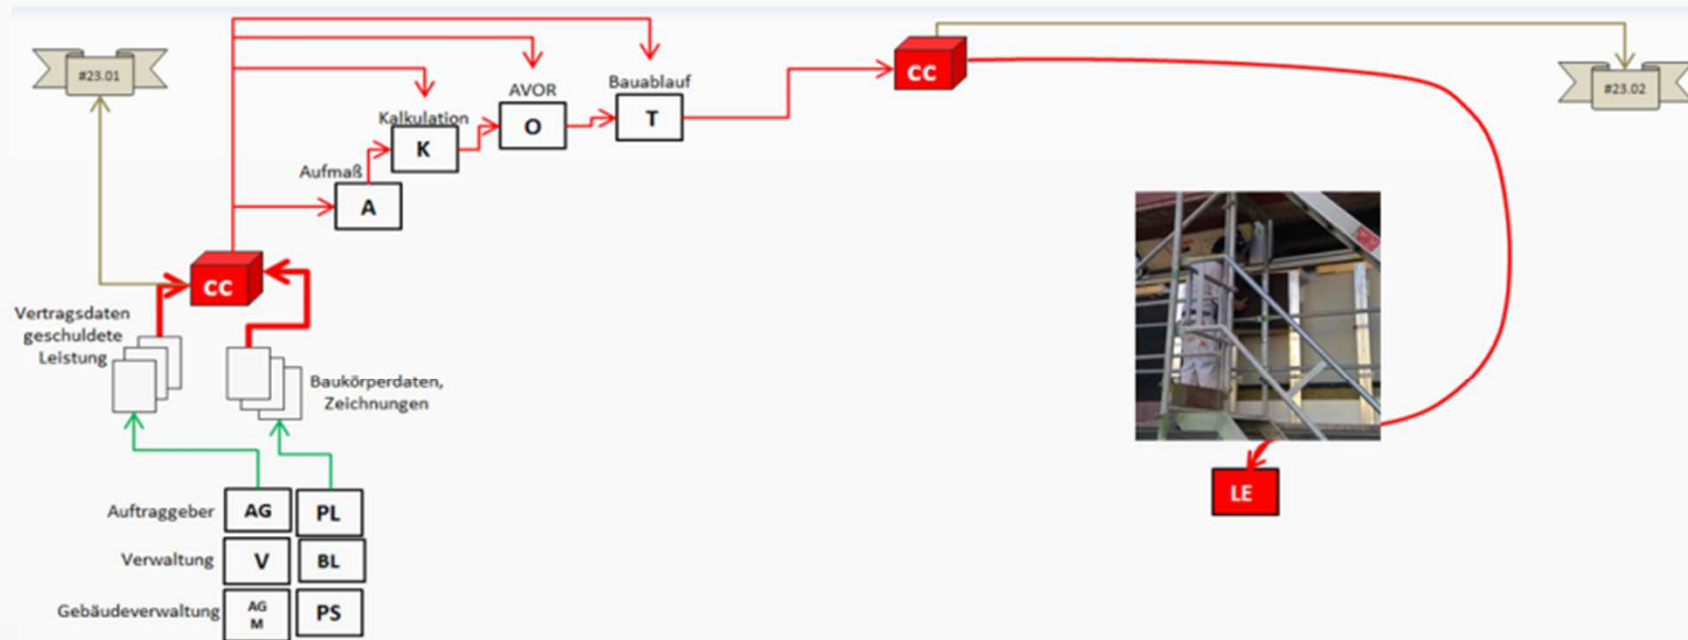 #23.01
CC
#23.02
AVOR
Bauablauf
O
T
Kalkulation
K
Aufmaß
A
CC
Vertragsdaten
geschuldete
Leistung
Baukörperdaten,
Zeichnungen
LE
Auftraggeber
AG
PL
Verwaltung
V
BL
Gebäudeverwaltung
AG
M
PS